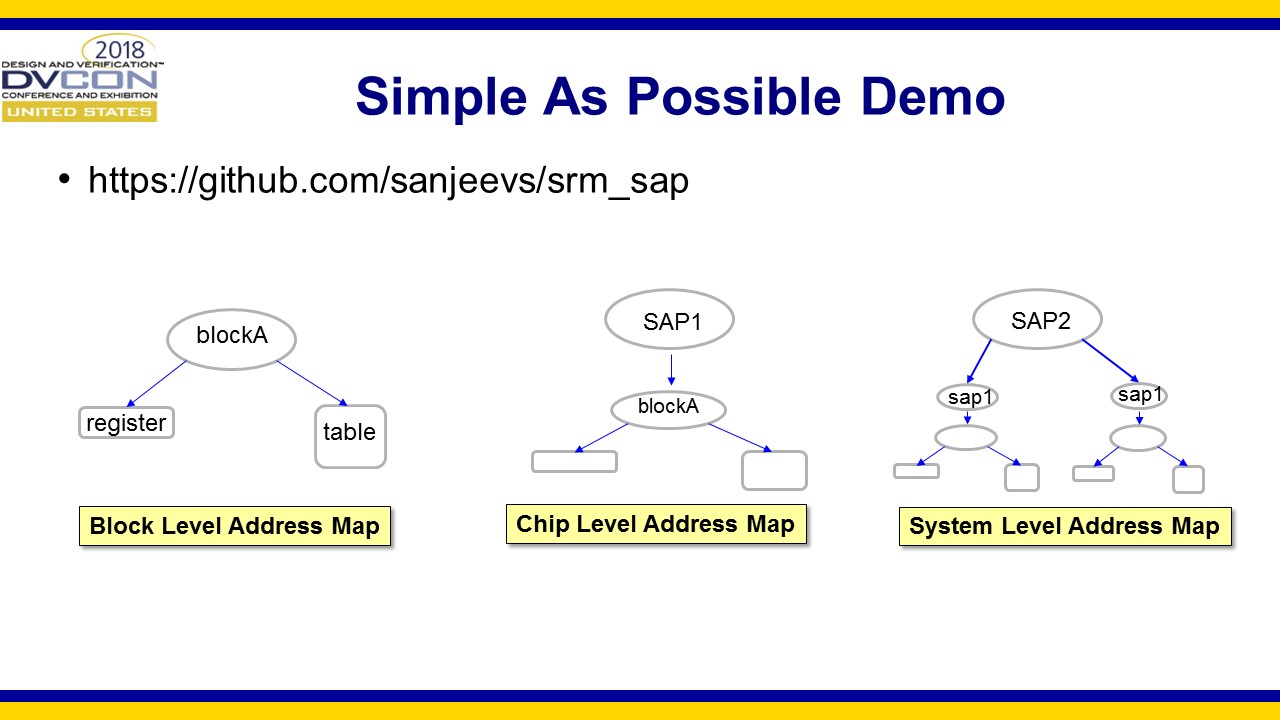 2018
DESIGN AND VERIFICATION™
DVCON
CONFERENCE AND EXHIBITION
UNITED STATES
Simple As Possible Demo
• https://github.com/sanjeevs/srm_sap
blockA
register
table
Block Level Address Map
SAP1
blockA
Chip Level Address Map
SAP2
sap1
sap1
System Level Address Map